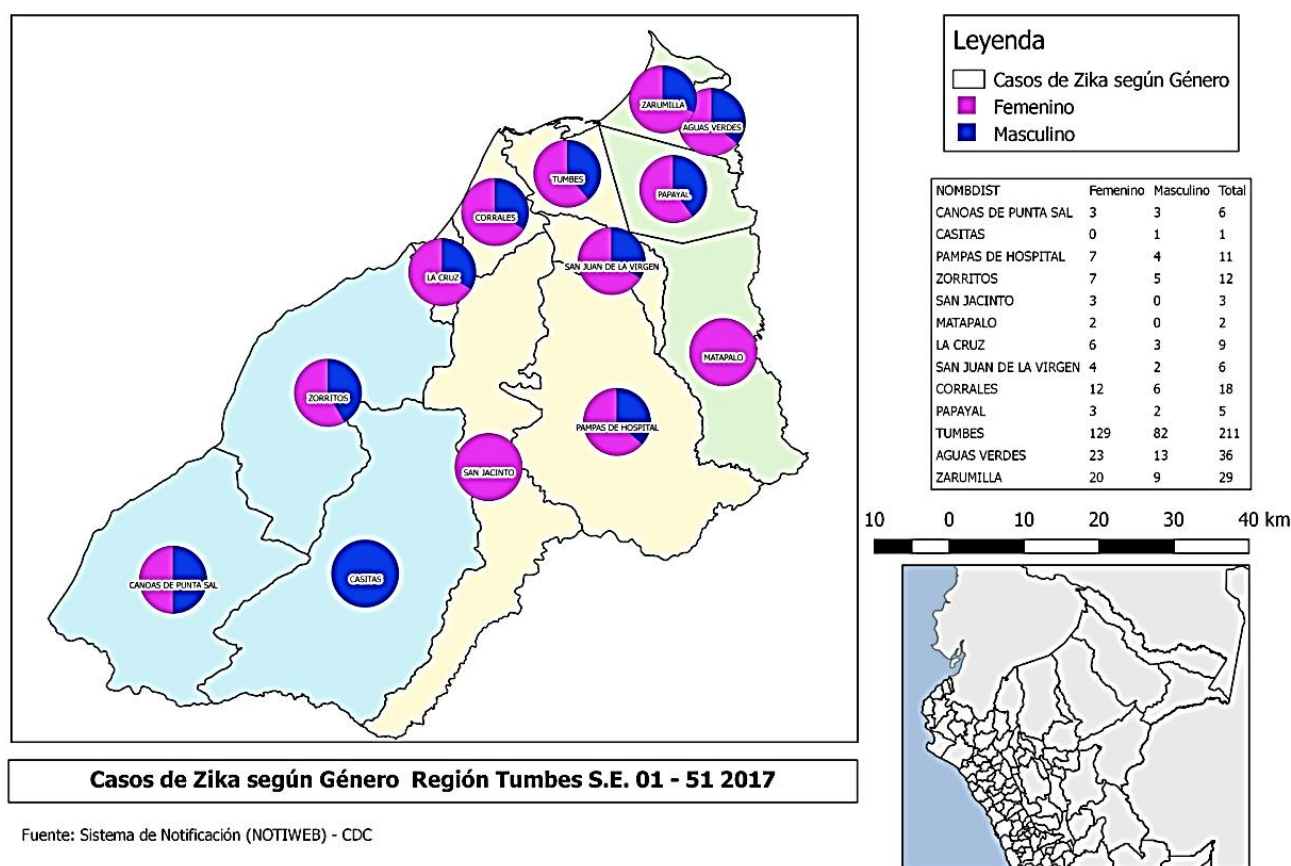 ZARUMILLA
AGUAS VERDES
TUMBES
PAPAYAL
CORRALES
LA CRUZ
SAN JUAN DE LA VIRGEN
MATAPALO
ZORRITOS
PAMPAS DE HOSPITAL
SAN JACINTO
CASITAS
CANOAS DE PUNTA SAL
Casos de Zika según Género Región Tumbes S.E. 01 - 51 2017
Fuente: Sistema de Notificación (NOTIWEB) - CDC
Leyenda
Casos de Zika según Género
Femenino
Masculino
NOMBDIST Femenino Masculino Total
CANOAS DE PUNTA SAL 3 3 6
CASITAS 0 1 1
PAMPAS DE HOSPITAL 7 4 11
ZORRITOS 7 5 12
SAN JACINTO 3 0 3
MATAPALO 2 0 2
LA CRUZ 6 3 9
SAN JUAN DE LA VIRGEN 4 2 6
CORRALES 12 6 18
PAPAYAL 3 2 5
TUMBES 129 82 211
AGUAS VERDES 23 13 36
ZARUMILLA 20 9 29
10 0 10 20 30 40 km